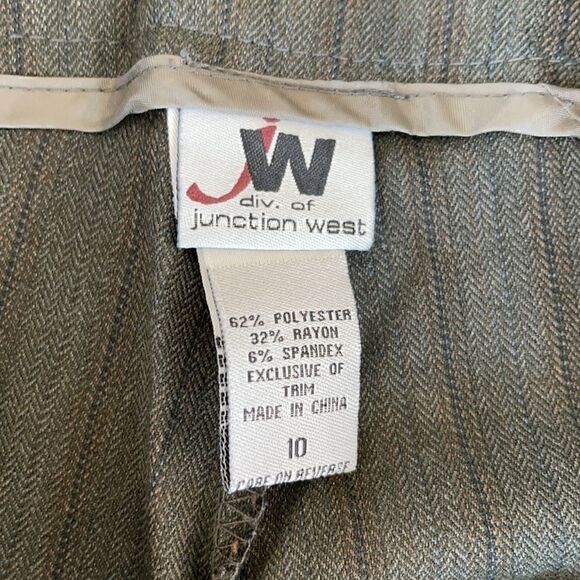 jW
div. of
junction west
62% POLYESTER
32% RAYON
6% SPANDEX
EXCLUSIVE OF
TRIM
MADE IN CHINA
10
CARE ON REVERSE